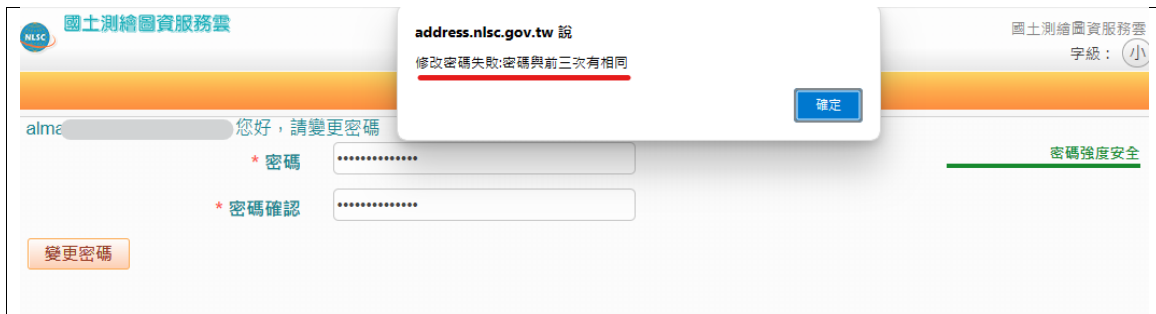 NLSC
國土測繪圖資服務雲
address.nlsc.gov.tw 說
修改密碼失敗:密碼與前三次有相同
確定
國土測繪圖資服務雲
字級: 小
alma
您好,請變更密碼
* 密碼
密碼強度安全
* 密碼確認
變更密碼